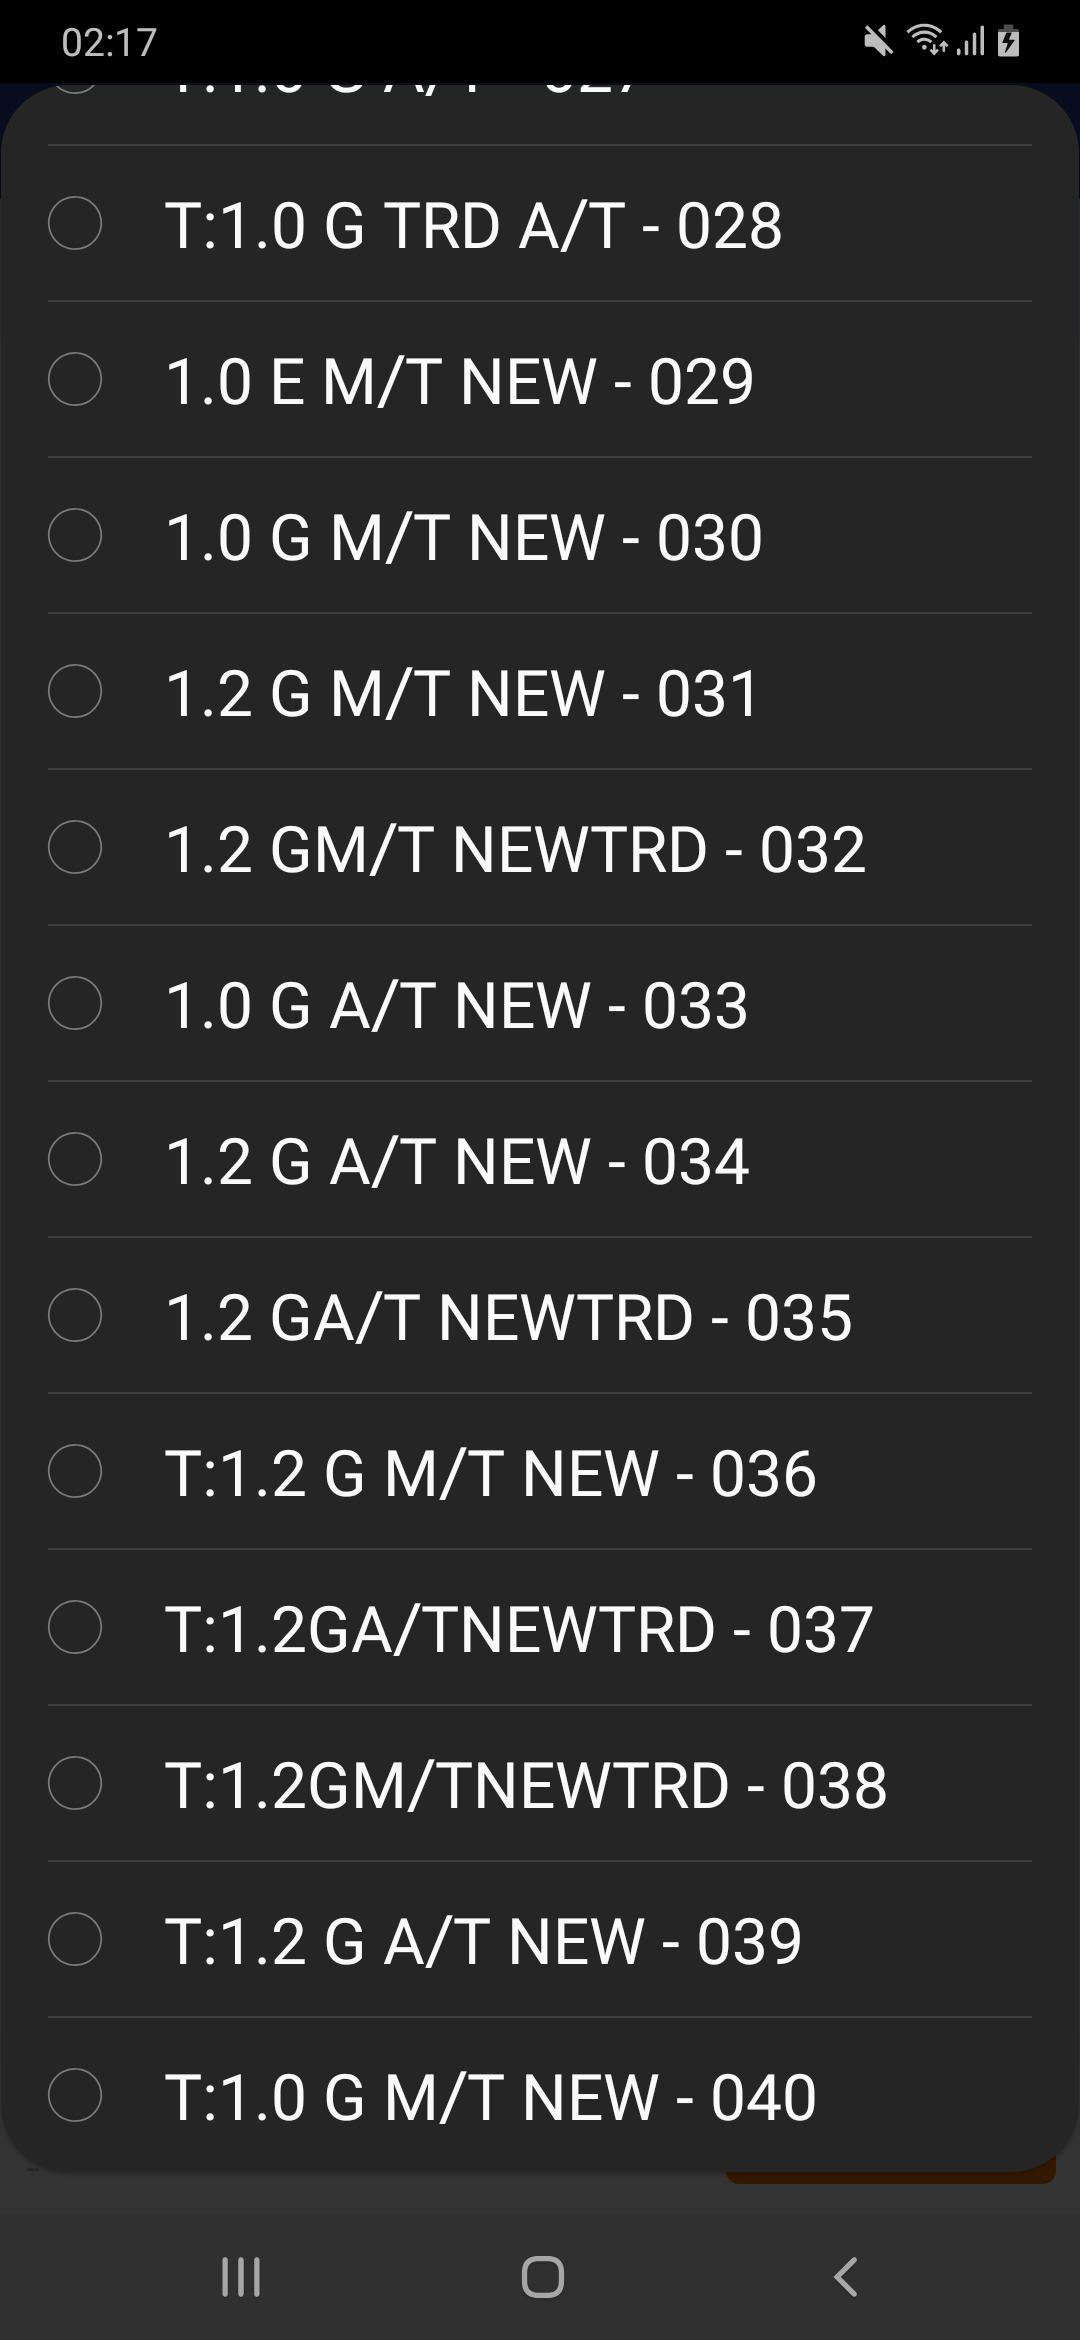 02:17
T:1.0 G TRD A/T - 028
1.0 E M/T NEW - 029
1.0 G M/T NEW - 030
1.2 G M/T NEW - 031
1.2 GM/T NEWTRD - 032
1.0 G A/T NEW - 033
1.2 G A/T NEW - 034
1.2 GA/T NEWTRD - 035
T:1.2 G M/T NEW - 036
T:1.2GA/TNEWTRD - 037
T:1.2GM/TNEWTRD - 038
T:1.2 G A/T NEW - 039
T:1.0 G M/T NEW - 040